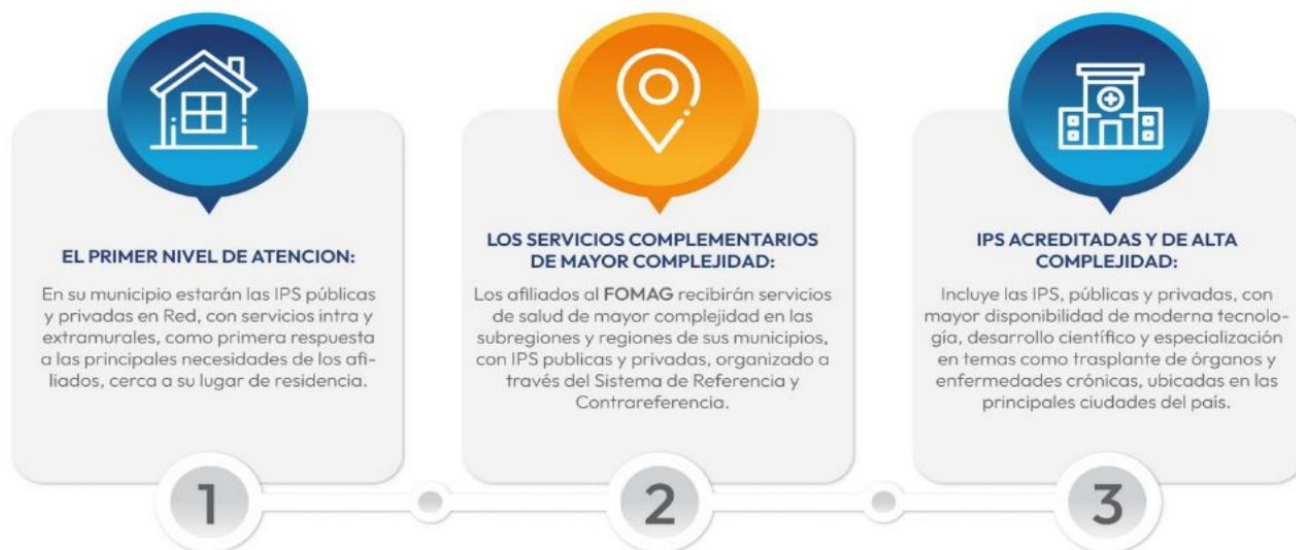 EL PRIMER NIVEL DE ATENCION:
En su municipio estarán las IPS públicas
y privadas en Red, con servicios intra y
extramurales, como primera respuesta
a las principales necesidades de los afi-
liados, cerca a su lugar de residencia.
1
LOS SERVICIOS COMPLEMENTARIOS
DE MAYOR COMPLEJIDAD:
Los afiliados al FOMAG recibirán servicios
de salud de mayor complejidad en las
subregiones y regiones de sus municipios,
con IPS publicas y privadas, organizado a
través del Sistema de Referencia y
Contrareferencia.
2
IPS ACREDITADAS Y DE ALTA
COMPLEJIDAD:
Incluye las IPS, públicas y privadas, con
mayor disponibilidad de moderna tecnolo-
gía, desarrollo científico y especialización
en temas como trasplante de órganos y
enfermedades crónicas, ubicadas en las
principales ciudades del país.
3